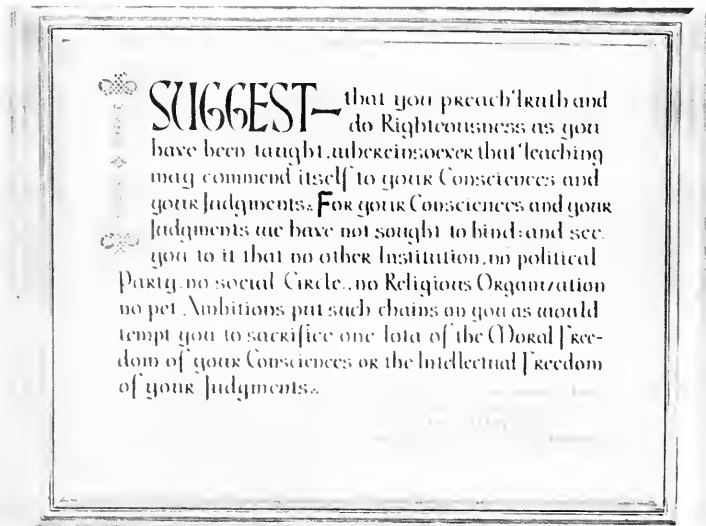 I SUGGEST— that you preach Truth and
do Righteousness as you
have been taught, whereinsoever that Teaching
may commend itself to your Consciences and
your Judgments. For your Consciences and your
Judgments we have not sought to bind: and see
you to it that no other Institution, no political
Party, no social Circle, no Religious Organization
no pet Ambitions put such chains on you as would
tempt you to sacrifice one Iota of the Moral Free-
dom of your Consciences or the Intellectual Freedom
of your Judgments.